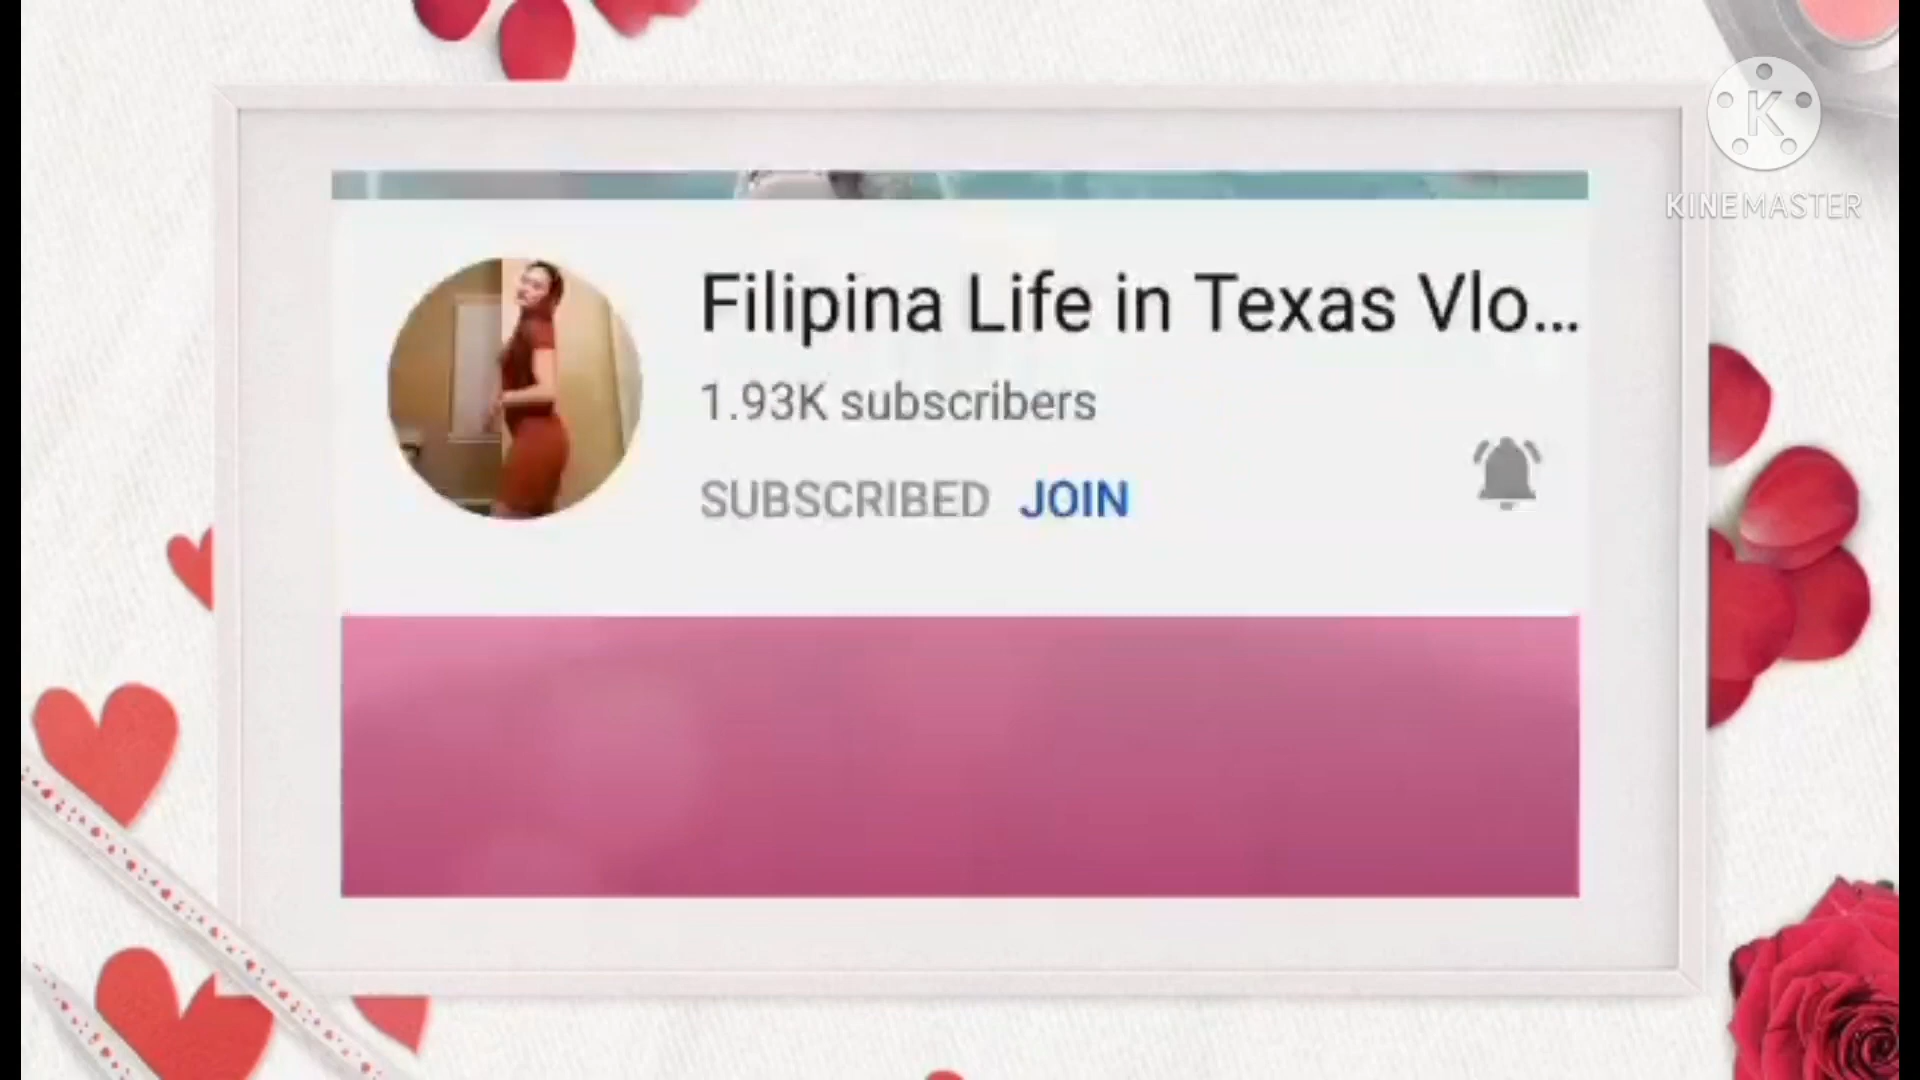 K
KINEMASTER
Filipina Life in Texas Vlo...
1.93K subscribers
SUBSCRIBED JOIN